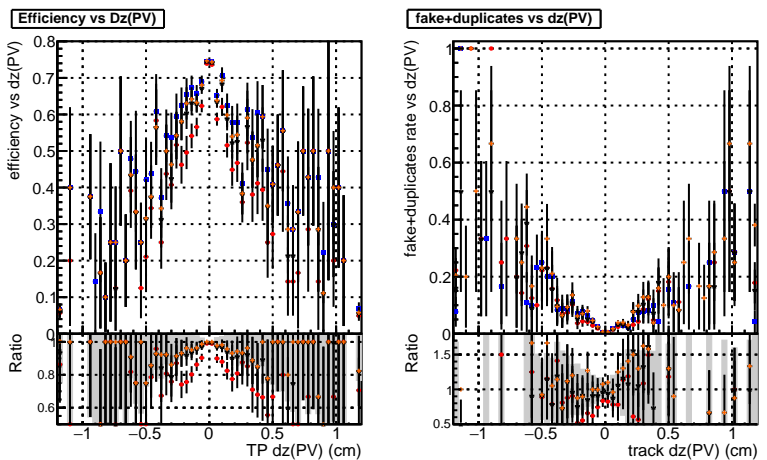 Efficiency vs Dz(PV)
efficiency vs dz(PV)
0.8
0.7
0.6
0.5
0.4
0.3
0.2
0.1
0
Ratio
1
0.8
0.6
−1 −0.5 0 0.5 1
TP dz(PV) (cm)
fake+duplicates vs dz(PV)
fake+duplicates rate vs dz(PV)
1
0.8
0.6
0.4
0.2
0
Ratio
1.5
1
0.5
−1 −0.5 0 0.5 1
track dz(PV) (cm)